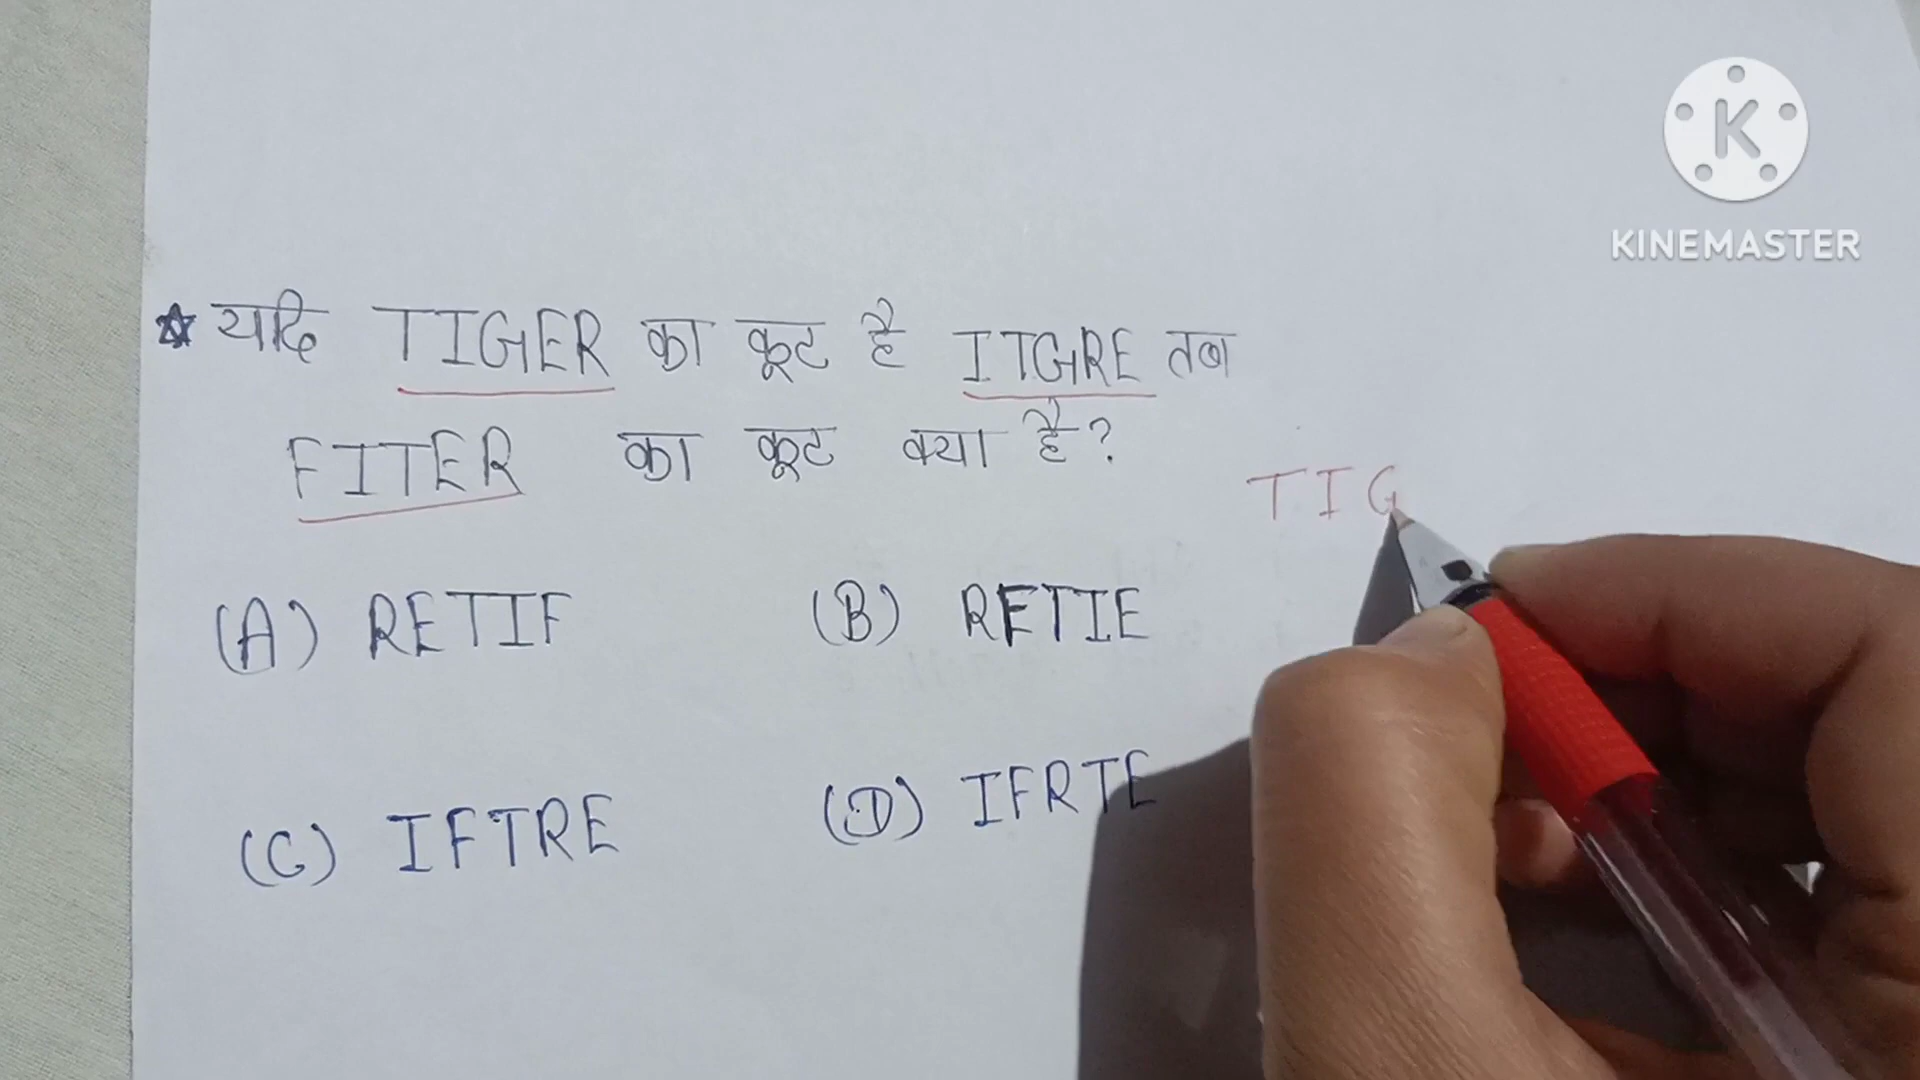 K
KINEMASTER
☆ यदि TIGER का कूट है ITGRE तब
FITER का कूट क्या है?
TIG
(A) RETIF
(B) RETIE
(C) IFTRE
(D) IFRTE